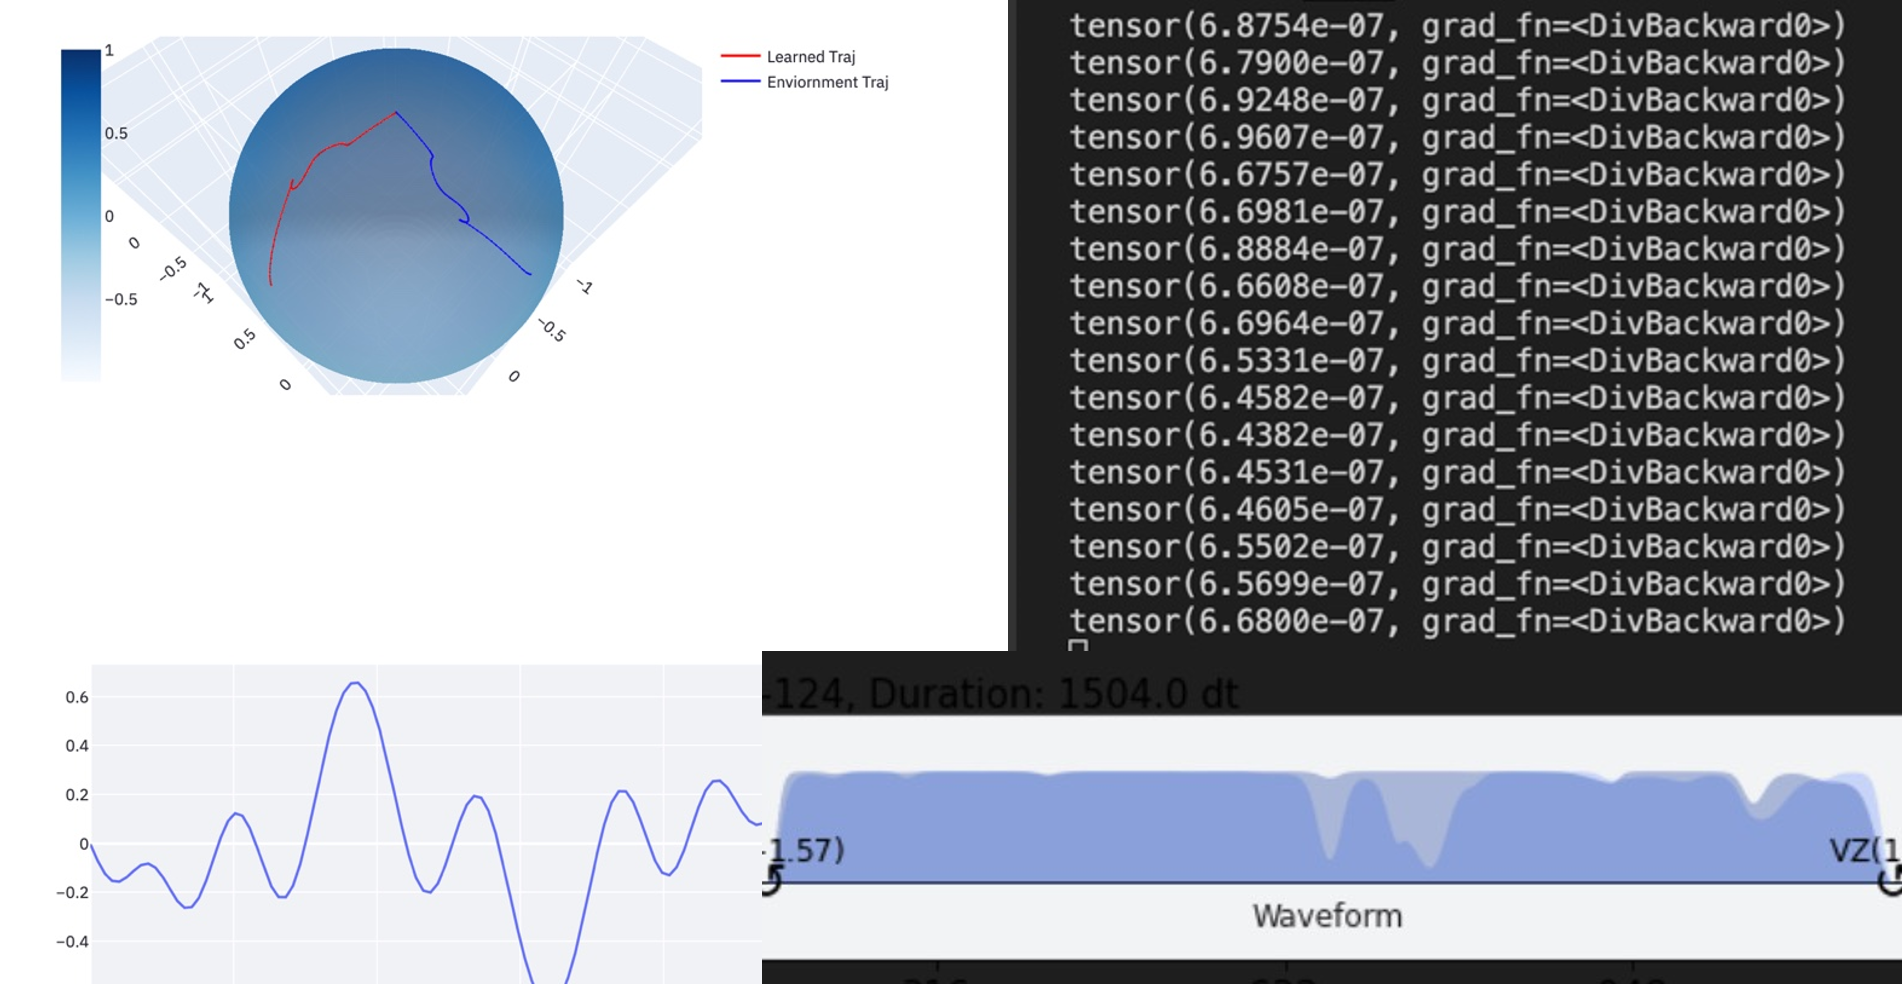 1
0.5
0
−0.5
Learned Traj
Enviornment Traj
0
−0.5
−1
1
0.5
0
−1
−0.5
0
tensor(6.8754e−07, grad_fn=<DivBackward0>)
tensor(6.7900e−07, grad_fn=<DivBackward0>)
tensor(6.9248e−07, grad_fn=<DivBackward0>)
tensor(6.9607e−07, grad_fn=<DivBackward0>)
tensor(6.6757e−07, grad_fn=<DivBackward0>)
tensor(6.6981e−07, grad_fn=<DivBackward0>)
tensor(6.8884e−07, grad_fn=<DivBackward0>)
tensor(6.6608e−07, grad_fn=<DivBackward0>)
tensor(6.6964e−07, grad_fn=<DivBackward0>)
tensor(6.5331e−07, grad_fn=<DivBackward0>)
tensor(6.4582e−07, grad_fn=<DivBackward0>)
tensor(6.4382e−07, grad_fn=<DivBackward0>)
tensor(6.4531e−07, grad_fn=<DivBackward0>)
tensor(6.4605e−07, grad_fn=<DivBackward0>)
tensor(6.5502e−07, grad_fn=<DivBackward0>)
tensor(6.5699e−07, grad_fn=<DivBackward0>)
tensor(6.6800e−07, grad_fn=<DivBackward0>)
0.6
0.4
0.2
0
−0.2
−0.4
-124, Duration: 1504.0 dt
-1.57)
VZ(1
Waveform